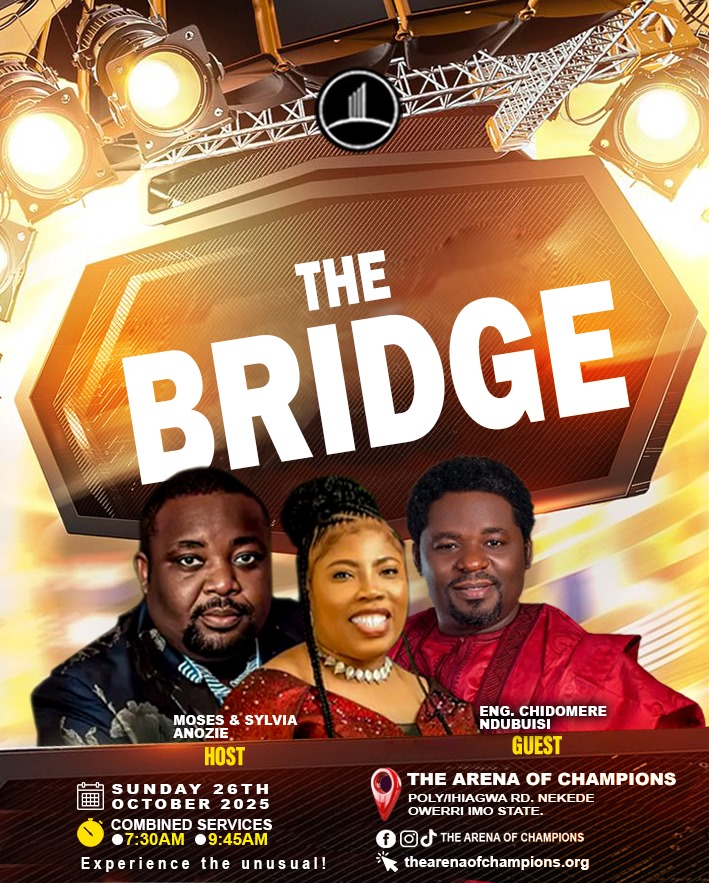 THE
BRIDGE
MOSES & SYLVIA
ANOZIE
HOST
ENG. CHIDOMERE
NDUBUISI
GUEST
SUNDAY 26TH
OCTOBER 2025
COMBINED SERVICES
●7:30AM ●9:45AM
Experience the unusual!
THE ARENA OF CHAMPIONS
POLY/IHIAGWA RD. NEKEDE
OWERRI IMO STATE.
THE ARENA OF CHAMPIONS
thearenaofchampions.org